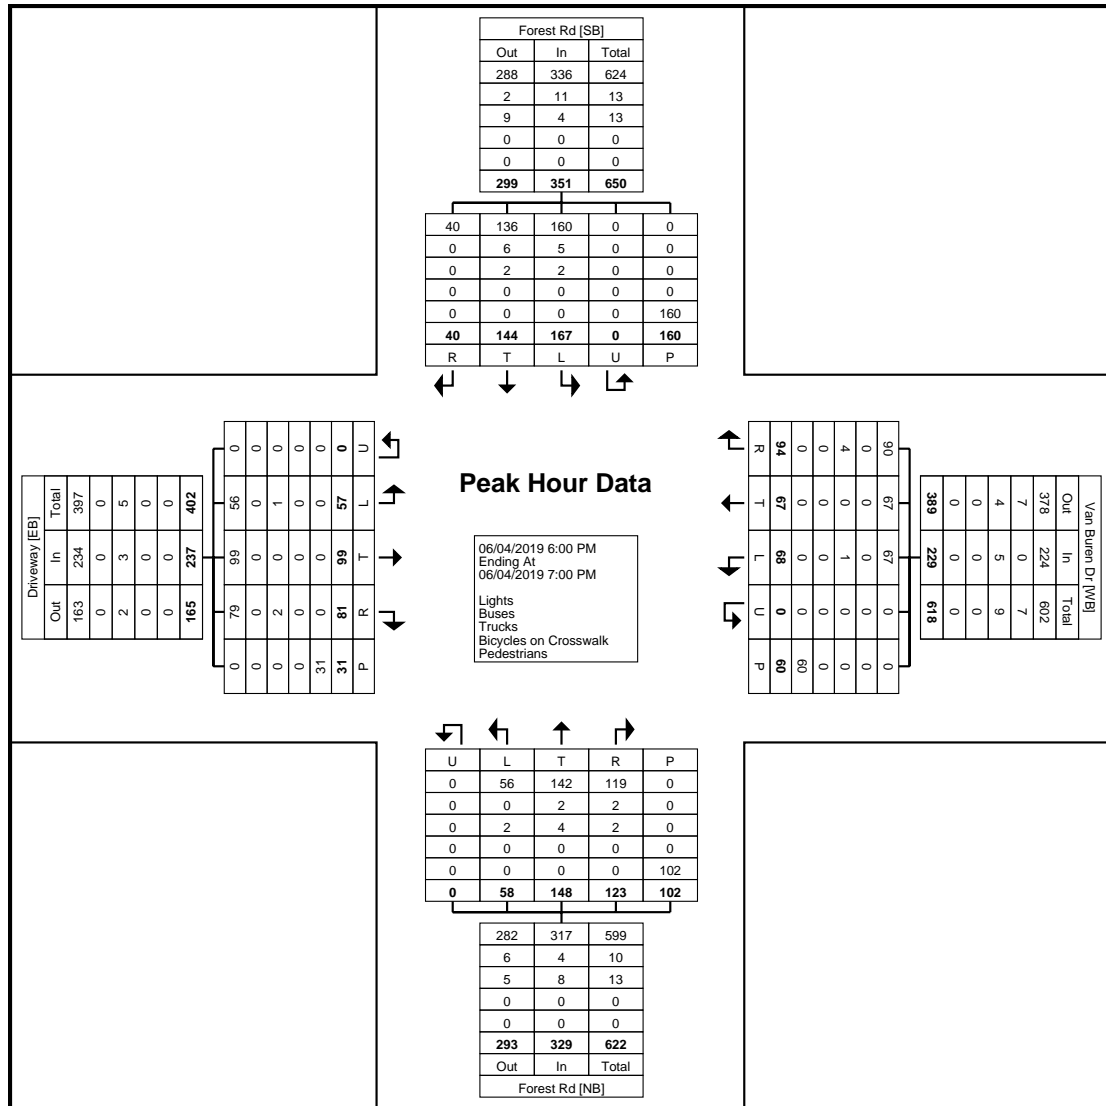 Forest Rd [SB]
Out In Total
288 336 624
2 11 13
9 4 13
0 0 0
0 0 0
299 351 650
40 136 160 0 0
0 6 5 0 0
0 2 2 0 0
0 0 0 0 0
0 0 0 0 160
40 144 167 0 160
R T L U P
Driveway [EB]
Total In Out
397 234 163
0 0 0
5 3 2
0 0 0
0 0 0
402 237 165
0 56 99 79 0
0 0 0 0 0
0 1 0 2 0
0 0 0 0 0
0 0 0 0 31
0 57 99 81 31
U L T R P
Peak Hour Data
06/04/2019 6:00 PM
Ending At
06/04/2019 7:00 PM
Lights
Buses
Trucks
Bicycles on Crosswalk
Pedestrians
R T L U P
94 67 68 0 60
0 0 0 0 60
0 0 0 0 0
4 0 1 0 0
0 0 0 0 0
90 67 67 0 0
389 229 618
0 0 0
0 0 0
4 5 9
7 0 7
378 224 602
Out In Total
Van Buren Dr [WB]
U L T R P
0 56 142 119 0
0 0 2 2 0
0 2 4 2 0
0 0 0 0 0
0 0 0 0 102
0 58 148 123 102
282 317 599
6 4 10
5 8 13
0 0 0
0 0 0
293 329 622
Out In Total
Forest Rd [NB]